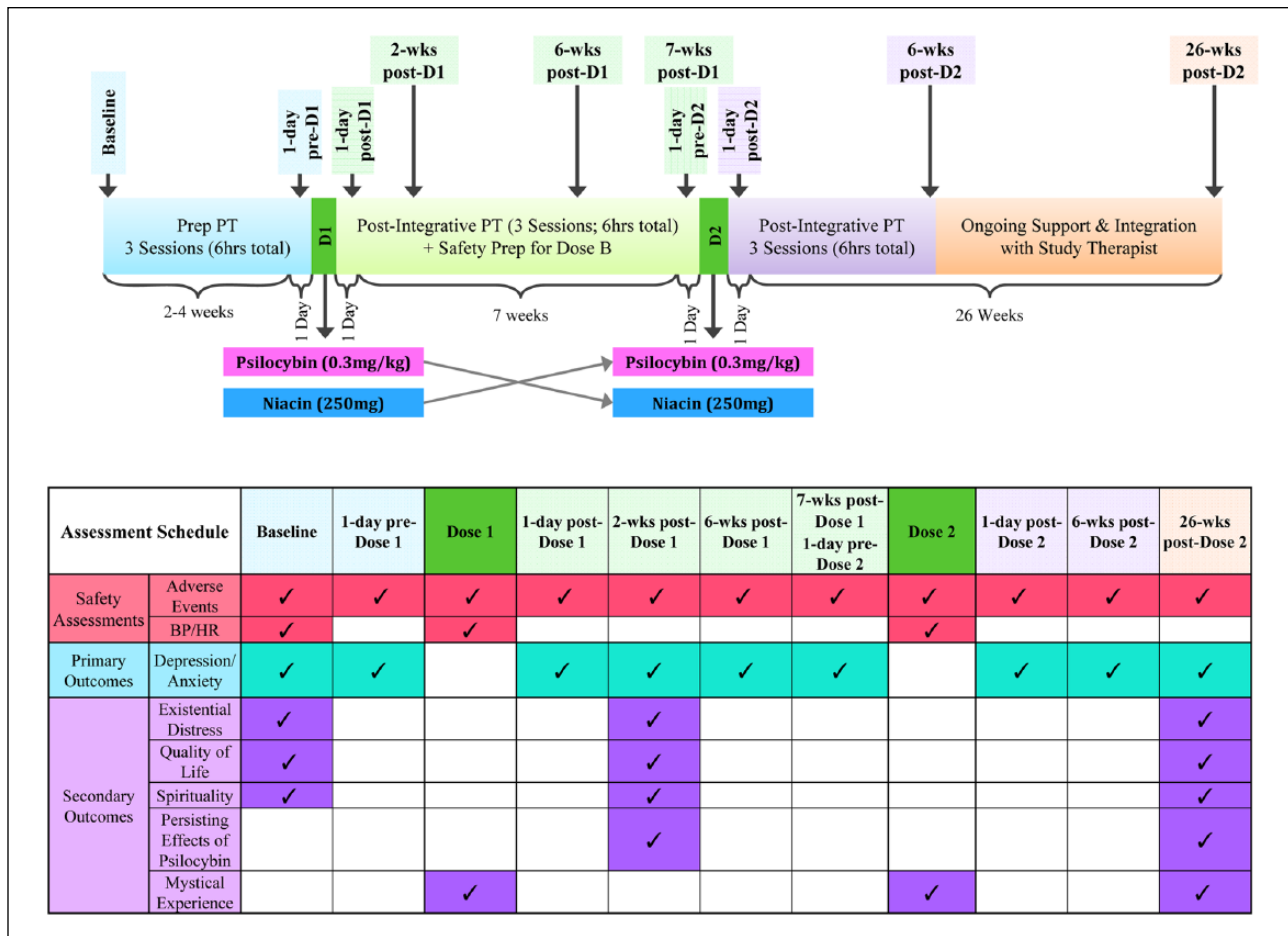 2-wks
post-D1
6-wks
post-D1
7-wks
post-D1
6-wks
post-D2
26-wks
post-D2
Baseline
1-day
pre-D1
1-day
post-D1
1-day
pre-D2
1-day
post-D2
Prep PT
3 Sessions (6hrs total)
D1
Post-Integrative PT (3 Sessions; 6hrs total)
+ Safety Prep for Dose B
D2
Post-Integrative PT
3 Sessions (6hrs total)
Ongoing Support & Integration
with Study Therapist
2-4 weeks
1 Day
1 Day
7 weeks
1 Day
1 Day
26 Weeks
Psilocybin (0.3mg/kg)
Psilocybin (0.3mg/kg)
Niacin (250mg)
Niacin (250mg)
Assessment Schedule
Baseline
1-day pre-
Dose 1
Dose 1
1-day post-
Dose 1
2-wks post-
Dose 1
6-wks post-
Dose 1
7-wks post-
Dose 1
1-day pre-
Dose 2
Dose 2
1-day post-
Dose 2
6-wks post-
Dose 2
26-wks
post-Dose 2
Safety
Assessments
Adverse
Events
✓ ✓ ✓ ✓ ✓ ✓ ✓ ✓ ✓ ✓ ✓
BP/HR
✓ ✓ ✓
Primary
Outcomes
Depression/
Anxiety
✓ ✓ ✓ ✓ ✓ ✓ ✓ ✓ ✓
Secondary
Outcomes
Existential
Distress
✓ ✓ ✓
Quality of
Life
✓ ✓ ✓
Spirituality
✓ ✓ ✓
Persisting
Effects of
Psilocybin
✓ ✓
Mystical
Experience
✓ ✓ ✓